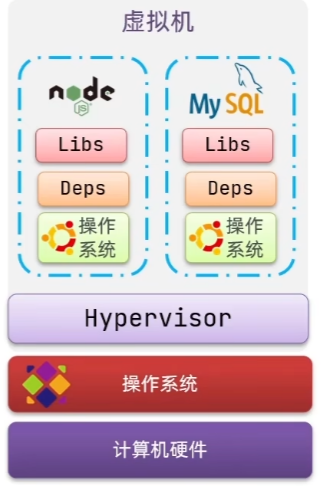 虚拟机
node
JS
MySQL
Libs
Libs
Deps
Deps
操作
系统
操作
系统
Hypervisor
操作系统
计算机硬件